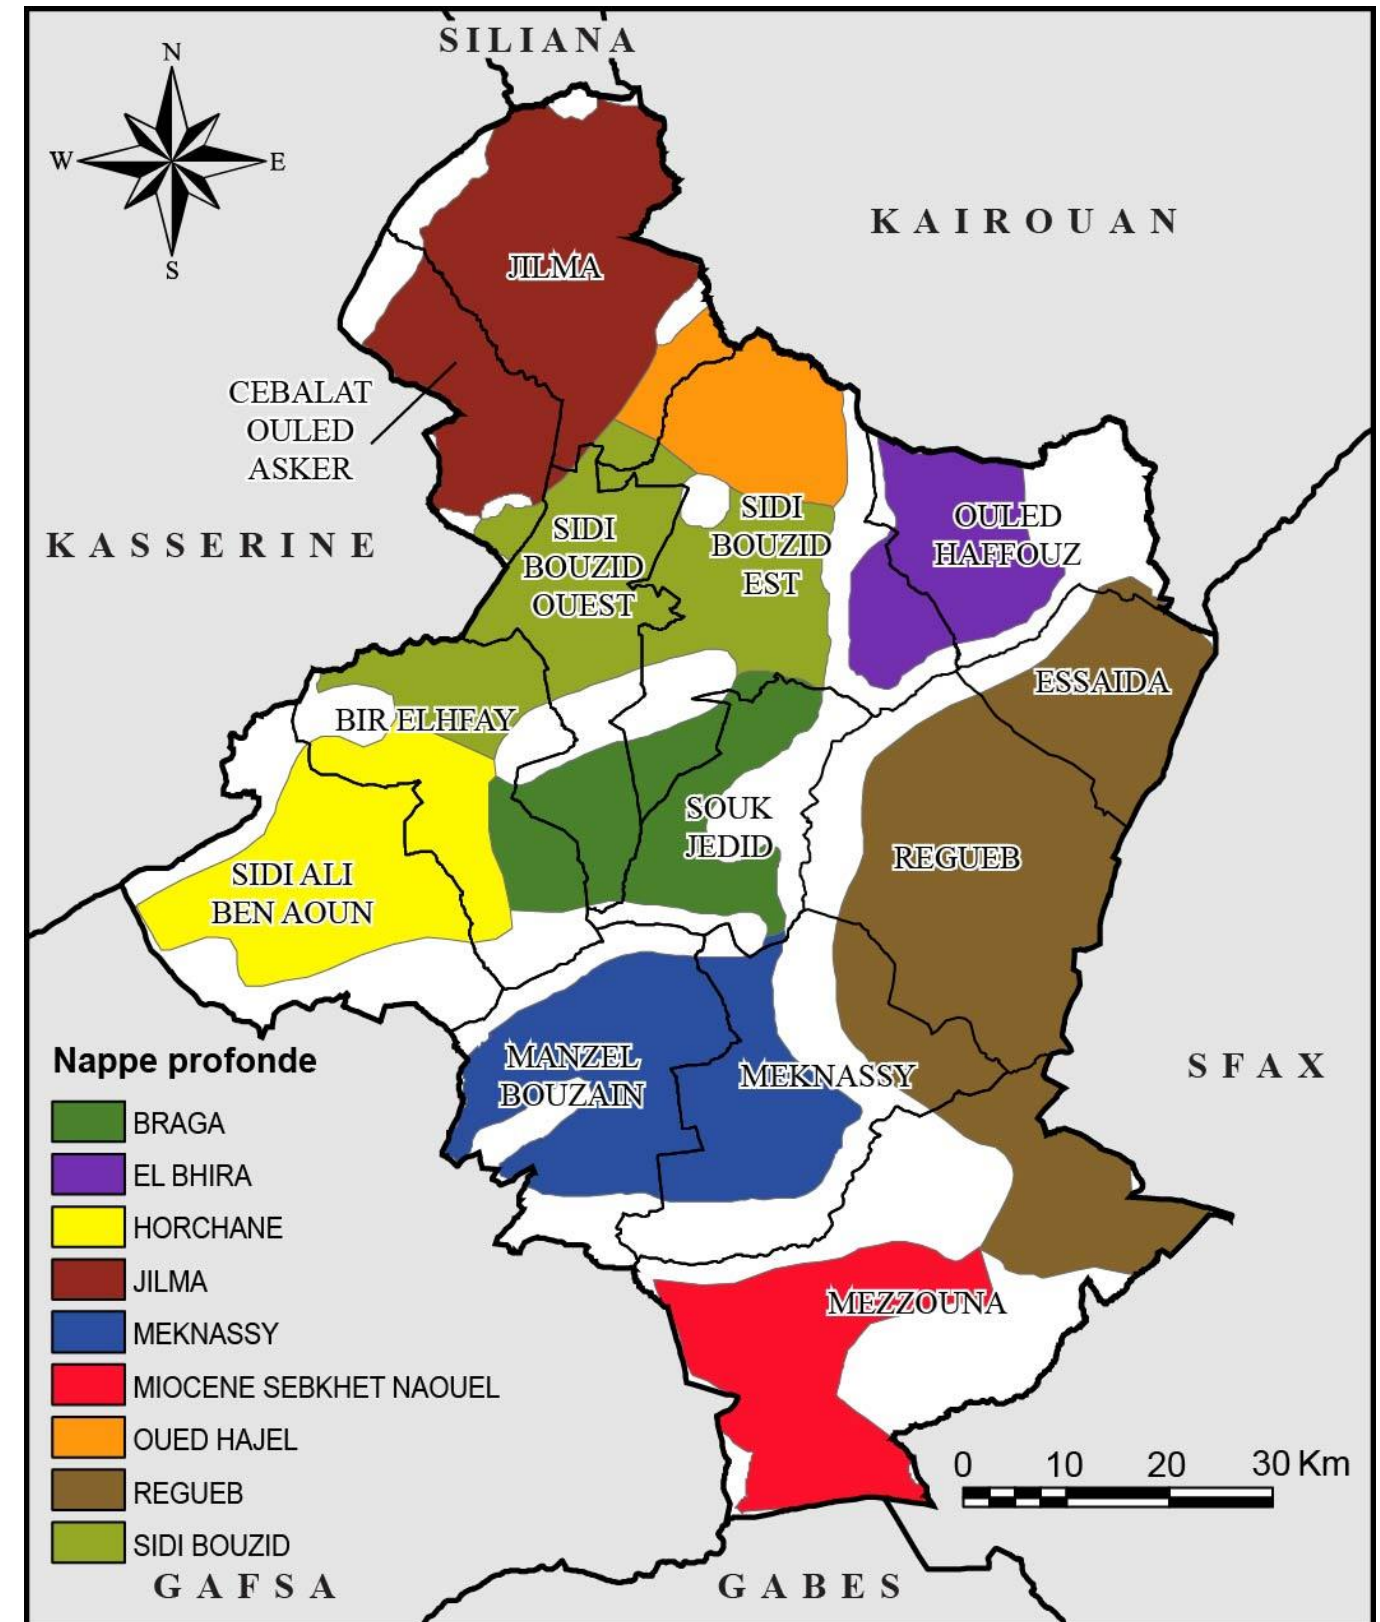 SILIANA
N
W
E
S
KAIROUAN
JILMA
CEBALAT
OULED
ASKER
KASSERINE
SIDI
BOUZID
OUEST
SIDI
BOUZID
EST
OULED
HAFFOUZ
ESSAIDA
BIR ELHFAY
SOUK
JEDID
REGUEB
SIDI ALI
BEN AOUN
MANZEL
BOUZAIN
MEKNASSY
SFAX
MEZZOUNA
Nappe profonde
BRAGA
EL BHIRA
HORCHANE
JILMA
MEKNASSY
MIOCENE SEBKHET NAOUEL
OUED HAJEL
REGUEB
SIDI BOUZID
0 10 20 30 Km
GAFSA
GABES